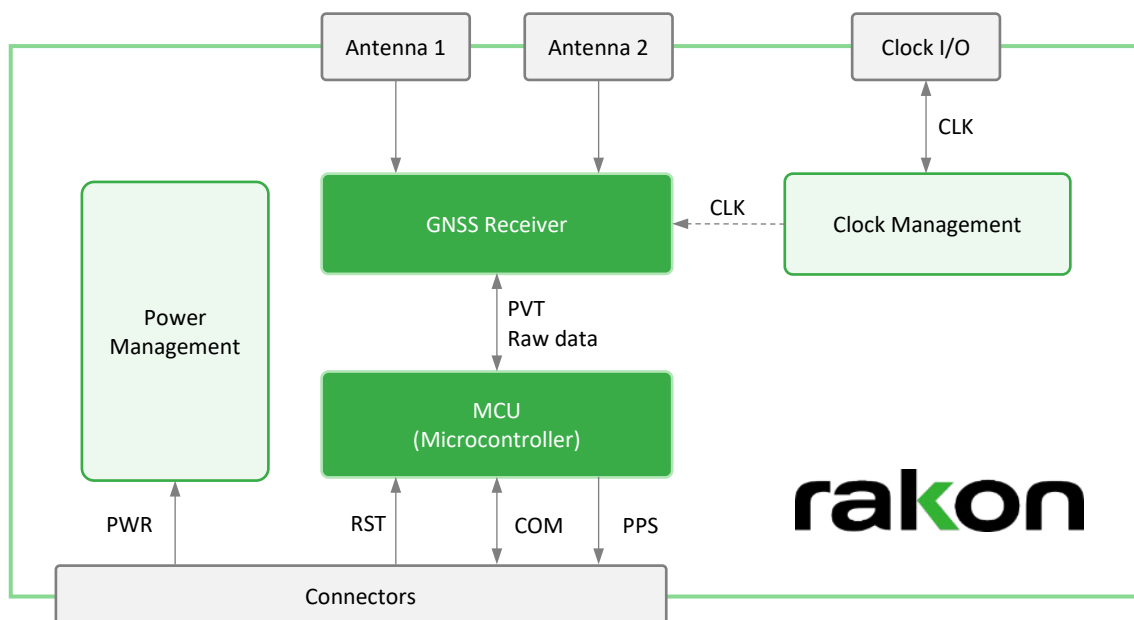 Antenna 1
Antenna 2
Clock I/O
CLK
GNSS Receiver
CLK
Clock Management
PVT
Raw data
Power
Management
MCU
(Microcontroller)
PWR
RST
COM
PPS
rakon
Connectors